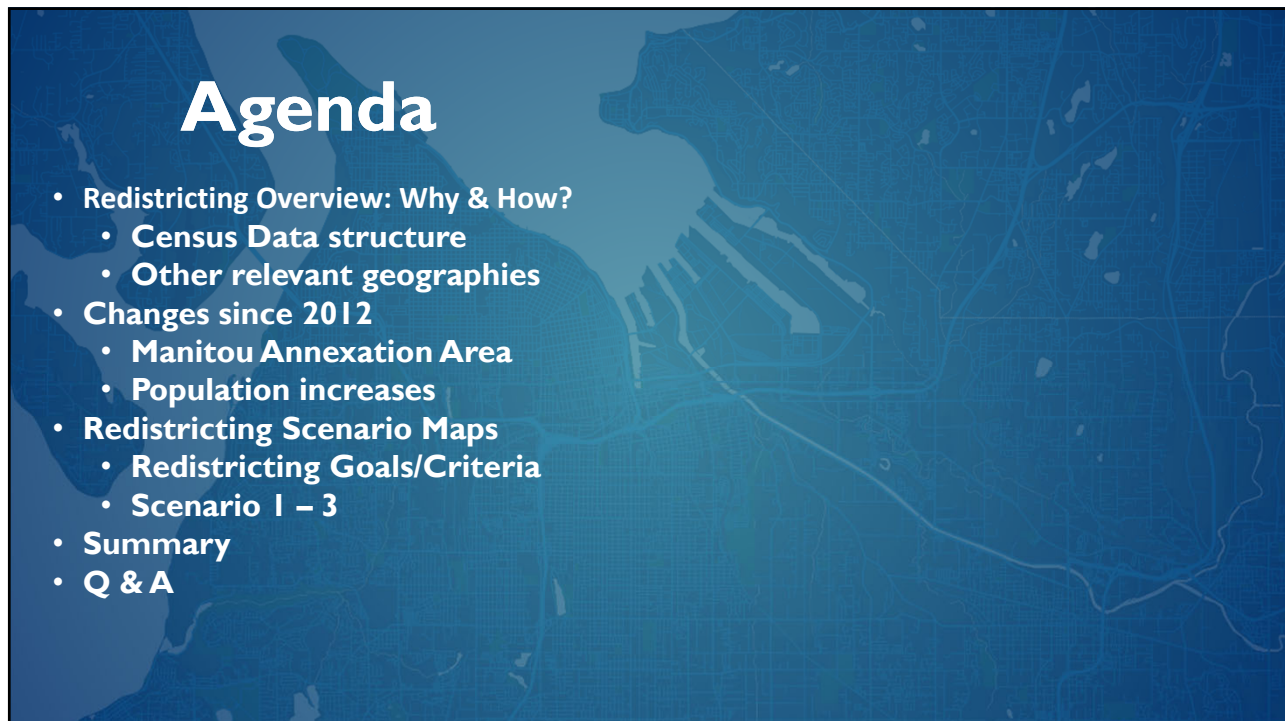 Agenda
• Redistricting Overview: Why & How?
• Census Data structure
• Other relevant geographies
• Changes since 2012
• Manitou Annexation Area
• Population increases
• Redistricting Scenario Maps
• Redistricting Goals/Criteria
• Scenario 1 – 3
• Summary
• Q & A